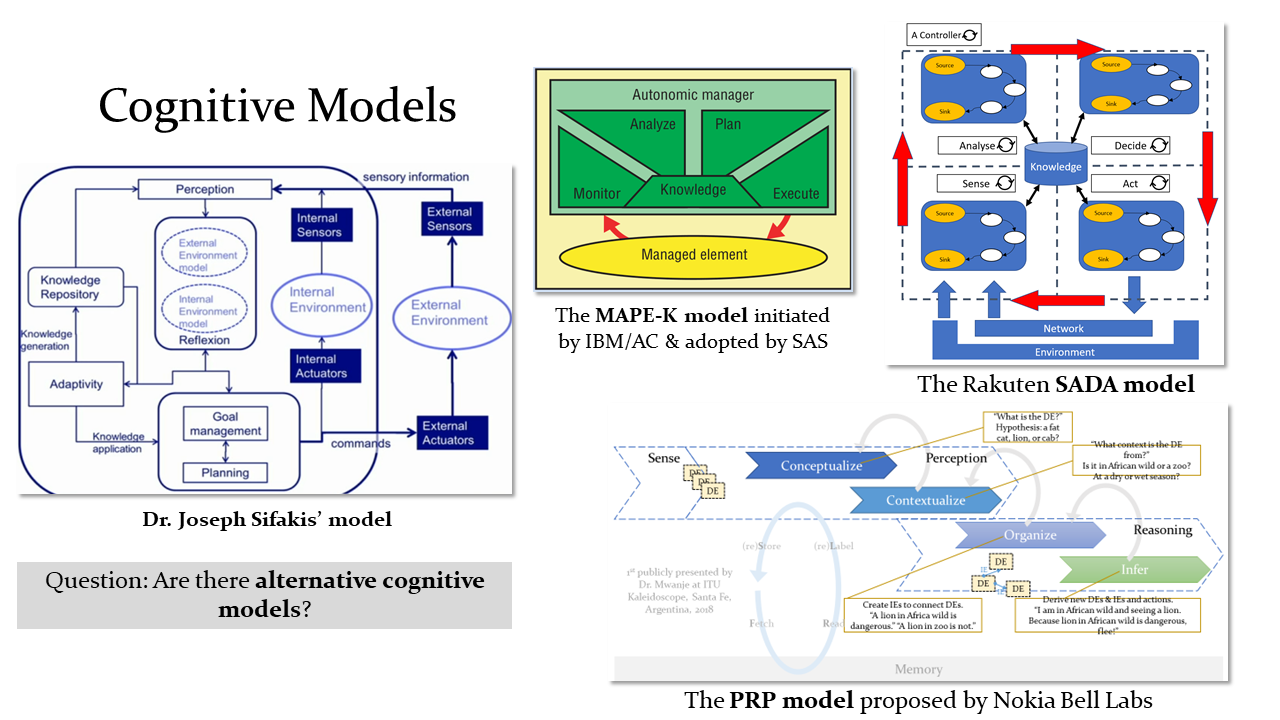 Cognitive Models
sensory information
Perception
Internal
Sensors
External
Sensors
External
Environment
model
Internal
Environment
model
Reflexion
Knowledge
Repository
Internal
Environment
External
Environment
Knowledge
generation
Adaptivity
Internal
Actuators
Goal
management
Knowledge
application
Planning
commands
External
Actuators
Dr. Joseph Sifakis’ model
Question: Are there alternative cognitive
models?
Autonomic manager
Analyze
Plan
Monitor
Knowledge
Execute
Managed element
The MAPE-K model initiated
by IBM/AC & adopted by SAS
A Controller
Source
Sink
Source
Sink
Analyse
Decide
Knowledge
Sense
Act
Source
Sink
Source
Sink
Network
Environment
The Rakuten SADA model
"What is the DE?"
Hypothesis: a fat
cat, lion, or cab?
"What context is the DE
from?"
Is it in African wild or a zoo?
At a dry or wet season?
Sense
DE
DE
DE
Conceptualize
Perception
Contextualize
Organize
Reasoning
Infer
(re)Store
(re)Label
1st publicly presented by
Dr. Mwanje at ITU
Kaleidoscope, Santa Fe,
Argentina, 2018
Fetch
DE
IE
DE
DE
Create IEs to connect DEs.
"A lion in Africa wild is
dangerous." "A lion in zoo is not."
Derive new DEs & IEs and actions.
"I am in African wild and seeing a lion.
Because lion in African wild is dangerous,
flee!"
Memory
The PRP model proposed by Nokia Bell Labs